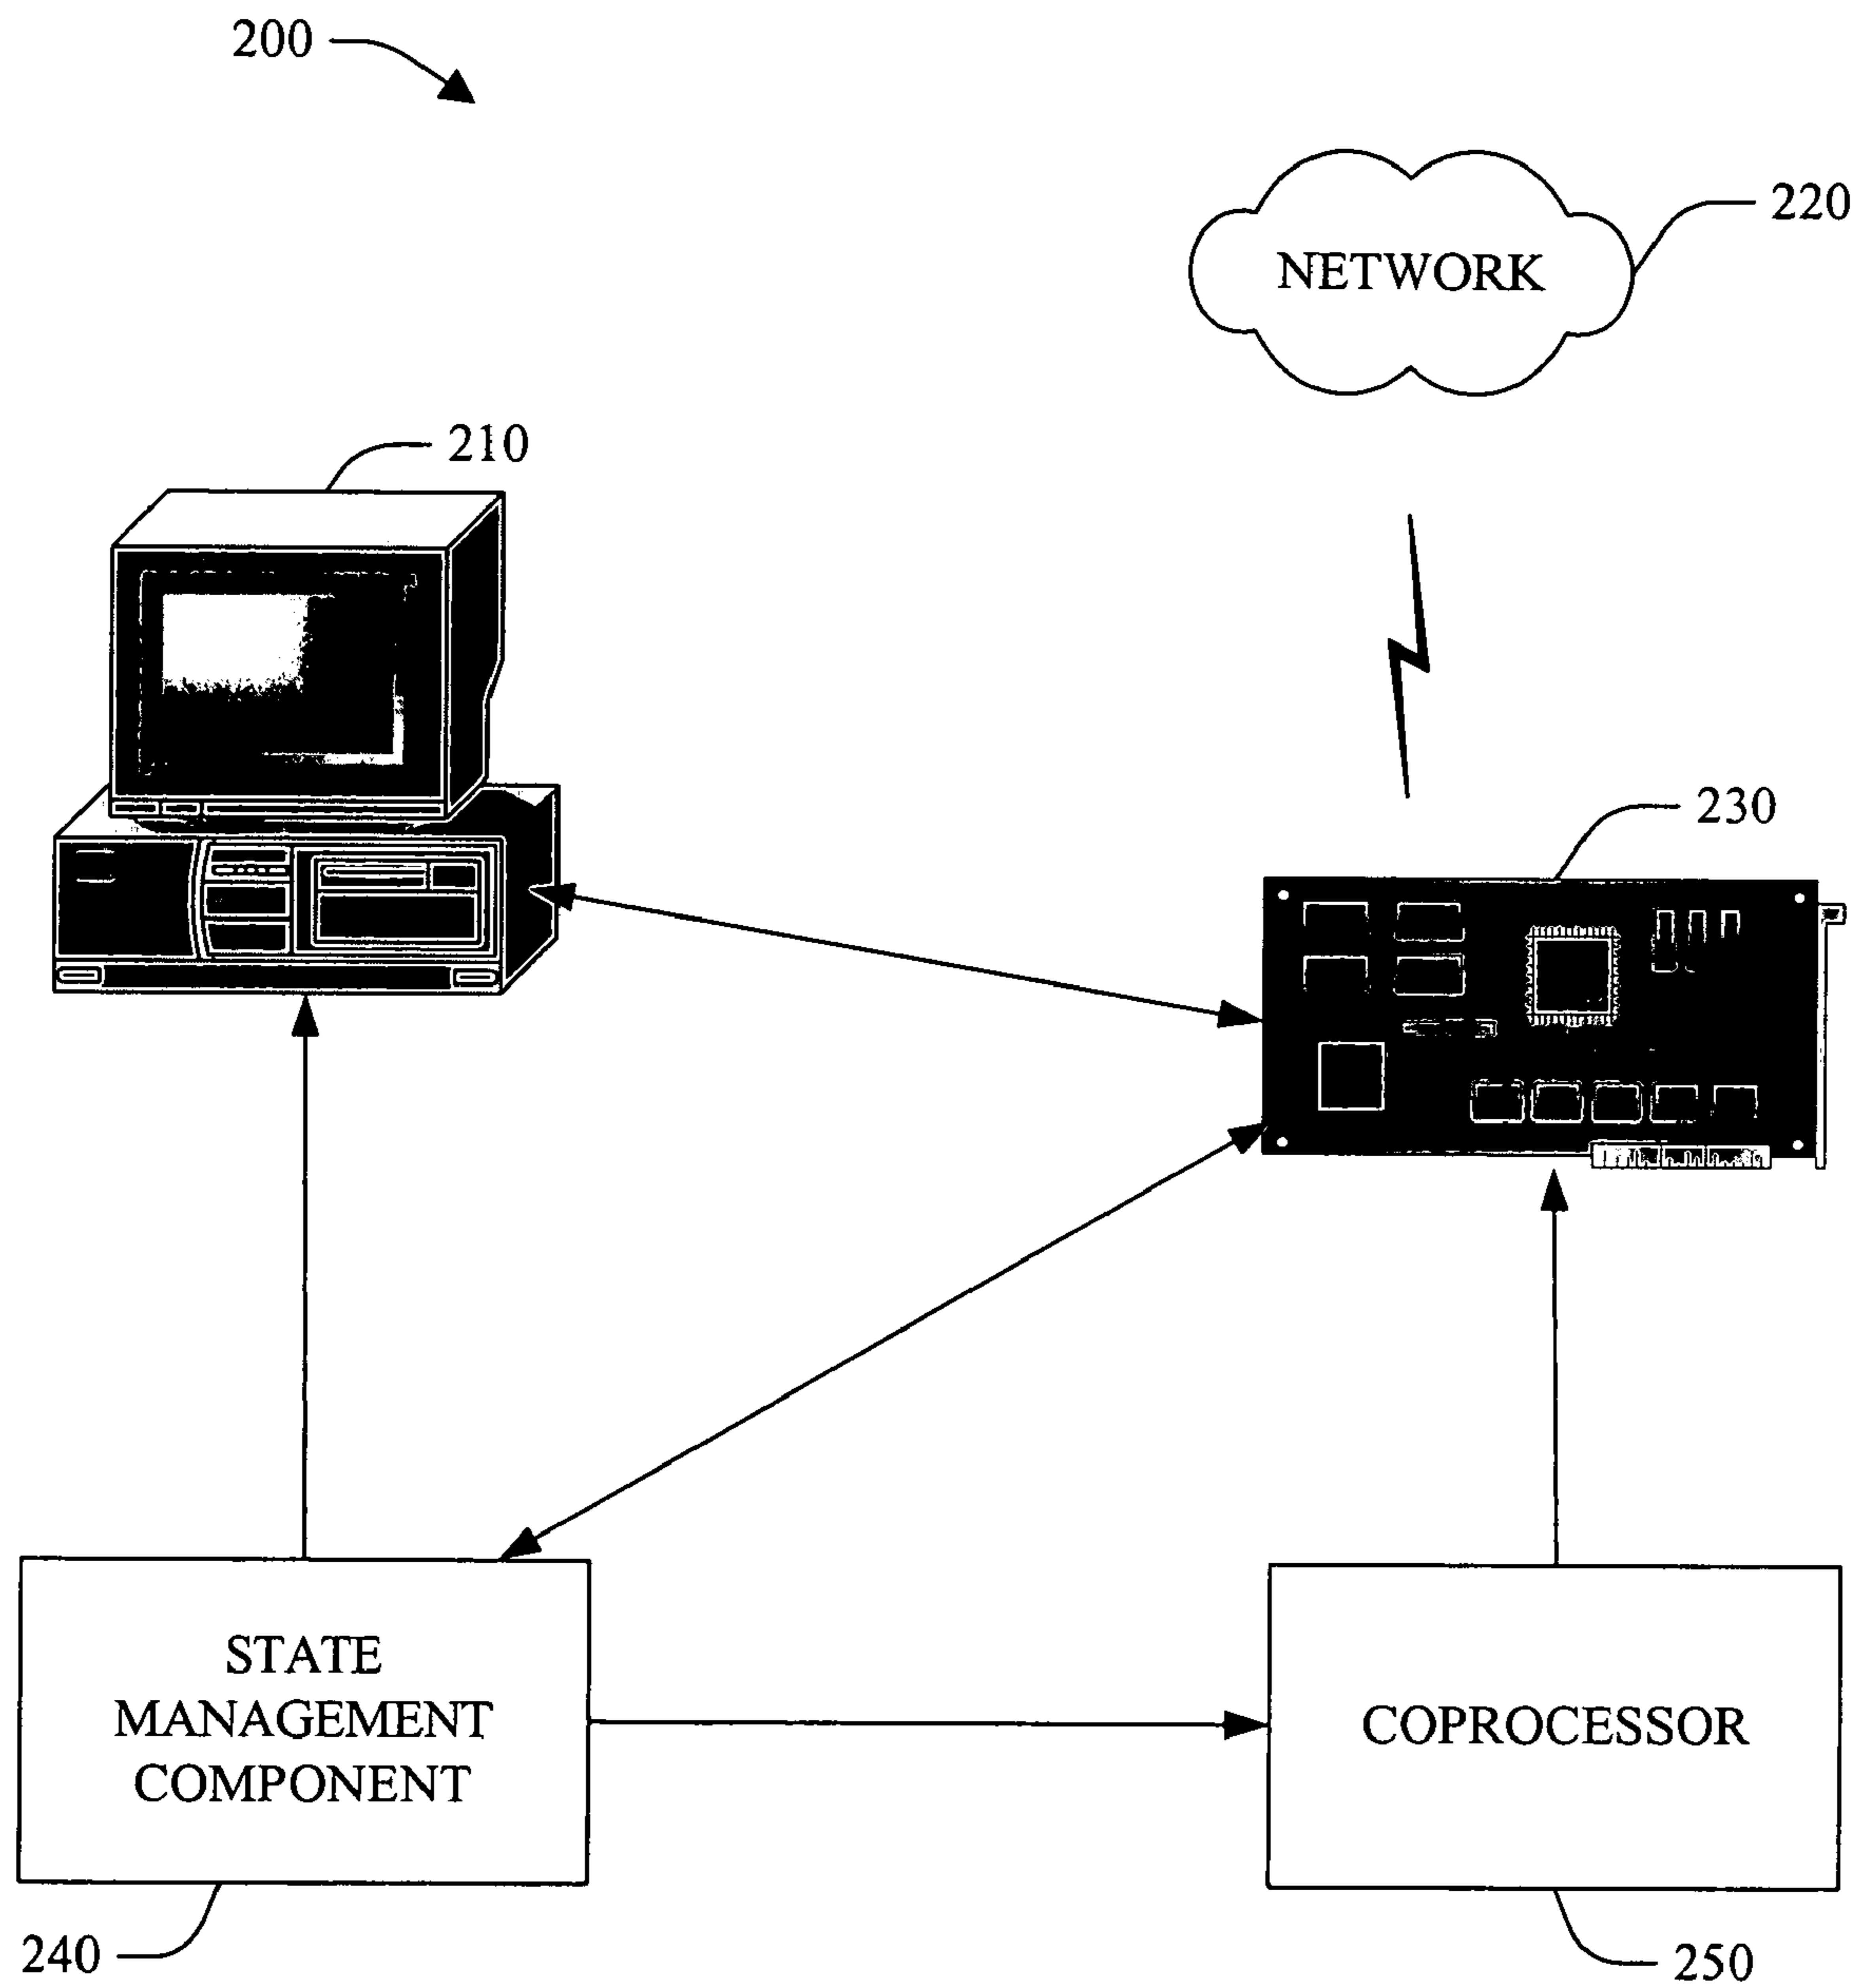 200
220
NETWORK
210
230
STATE
MANAGEMENT
COMPONENT
COPROCESSOR
240
250